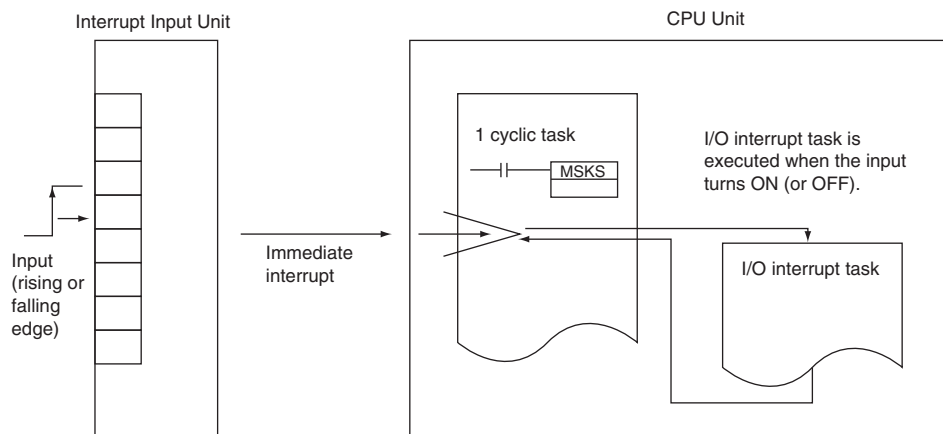 Interrupt Input Unit
CPU Unit
1 cyclic task
MSKS
I/O interrupt task is
executed when the input
turns ON (or OFF).
Input
(rising or
falling
edge)
Immediate
interrupt
I/O interrupt task